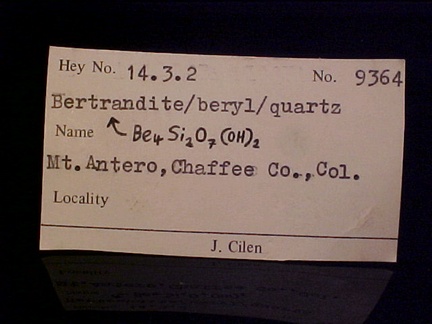 Hey No. 14.3.2 No. 9364
Bertrandite/beryl/quartz
Name Be4 Si2O7(OH)2
Mt.Antero,Chaffee Co.,Col.
Locality
J. Cilen